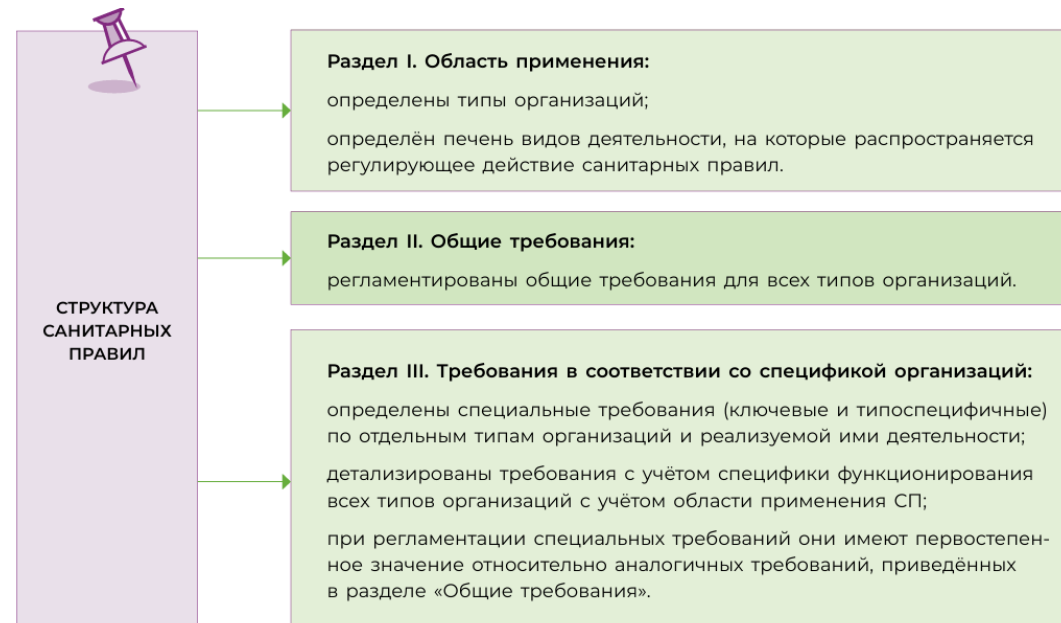 СТРУКТУРА
САНИТАРНЫХ
ПРАВИЛ
Раздел I. Область применения:
определены типы организаций;
определён печень видов деятельности, на которые распространяется
регулирующее действие санитарных правил.
Раздел II. Общие требования:
регламентированы общие требования для всех типов организаций.
Раздел III. Требования в соответствии со спецификой организаций:
определены специальные требования (ключевые и типоспецифичные)
по отдельным типам организаций и реализуемой ими деятельности;
детализированы требования с учётом специфики функционирования
всех типов организаций с учётом области применения СП;
при регламентации специальных требований они имеют первостепен-
ное значение относительно аналогичных требований, приведённых
в разделе «Общие требования».